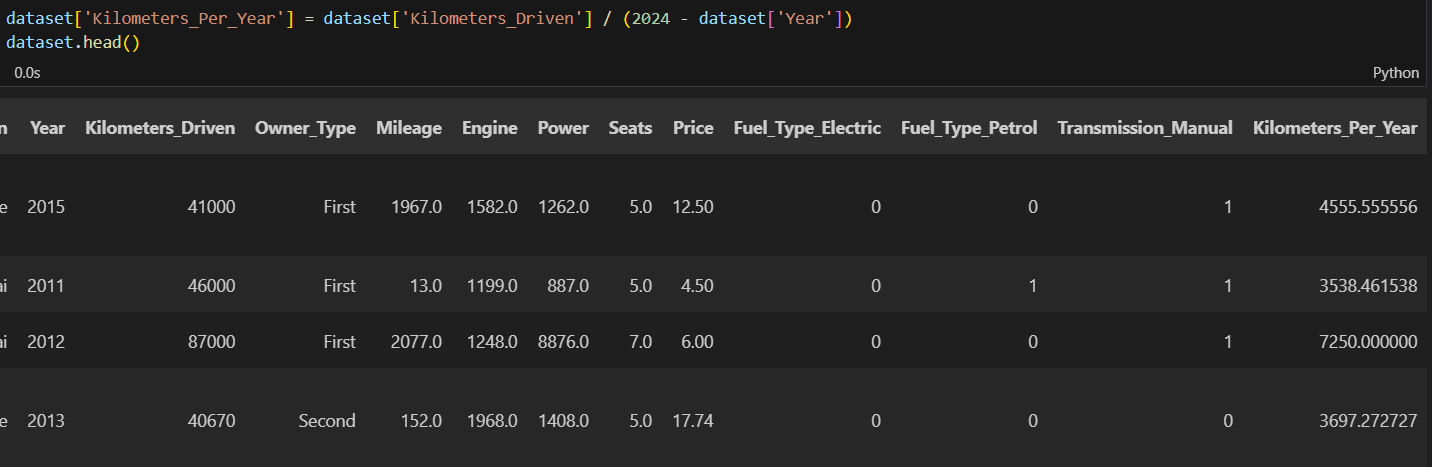 dataset['Kilometers_Per_Year'] = dataset['Kilometers_Driven'] / (2024 - dataset['Year'])
dataset.head()
0.0s Python
n Year Kilometers_Driven Owner_Type Mileage Engine Power Seats Price Fuel_Type_Electric Fuel_Type_Petrol Transmission_Manual Kilometers_Per_Year
e 2015 41000 First 1967.0 1582.0 1262.0 5.0 12.50 0 0 1 4555.555556
ai 2011 46000 First 13.0 1199.0 887.0 5.0 4.50 0 1 1 3538.461538
ai 2012 87000 First 2077.0 1248.0 8876.0 7.0 6.00 0 0 1 7250.000000
e 2013 40670 Second 152.0 1968.0 1408.0 5.0 17.74 0 0 0 3697.272727